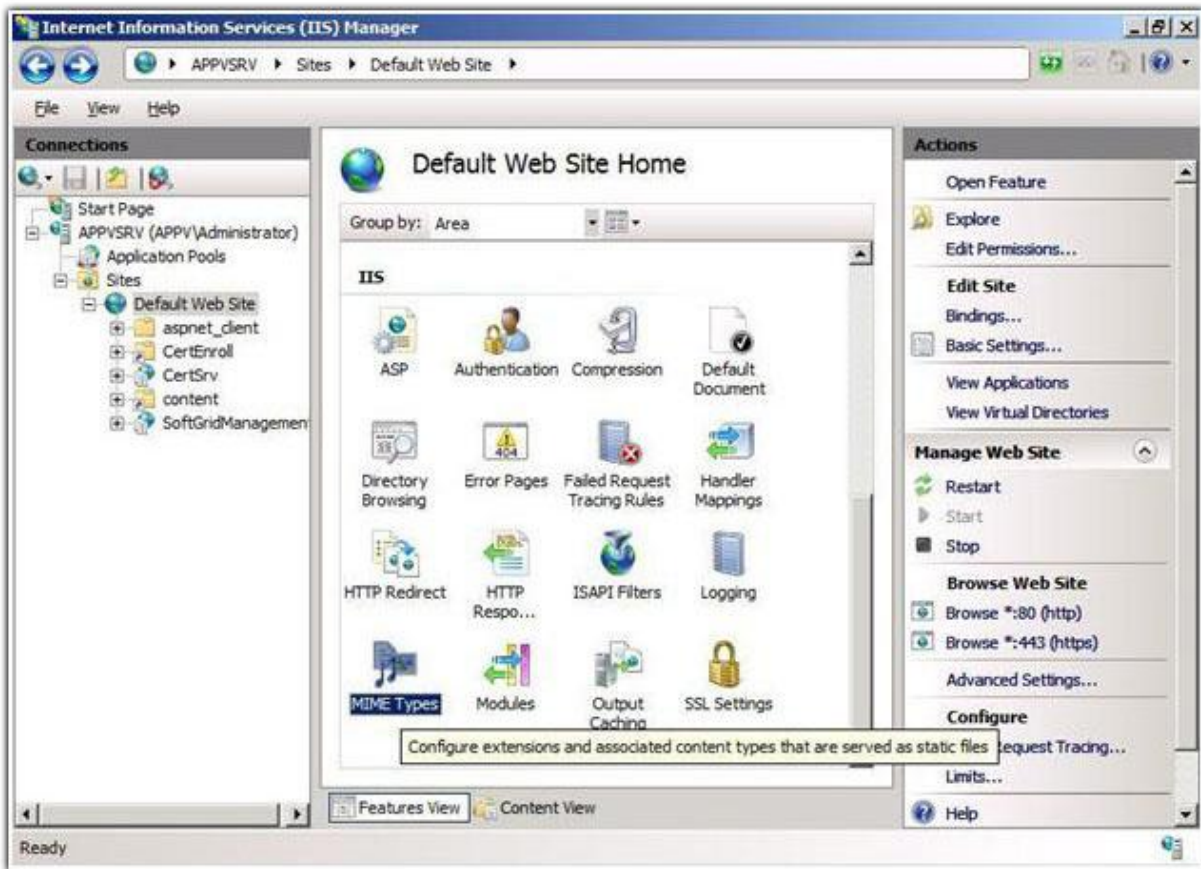 Internet Information Services (IIS) Manager
APPVSRV Sites Default Web Site
File View Help
Connections
Start Page
APPVSRV (APPV\Administrator)
Application Pools
Sites
Default Web Site
aspnet_client
CertEnroll
CertSrv
content
SoftGridManagemen
Default Web Site Home
Group by: Area
IIS
ASP Authentication Compression Default
Document
Directory Error Pages Failed Request Handler
Browsing Tracing Rules Mappings
404
HTTP Redirect HTTP ISAPI Filters Logging
Respo...
MIME Types Modules Output SSL Settings
Caching
Configure extensions and associated content types that are served as static files
Features View Content View
Actions
Open Feature
Explore
Edit Permissions...
Edit Site
Bindings...
Basic Settings...
View Applications
View Virtual Directories
Manage Web Site
Restart
Start
Stop
Browse Web Site
Browse *:80 (http)
Browse *:443 (https)
Advanced Settings...
Configure
Request Tracing...
Limits...
Help
Ready